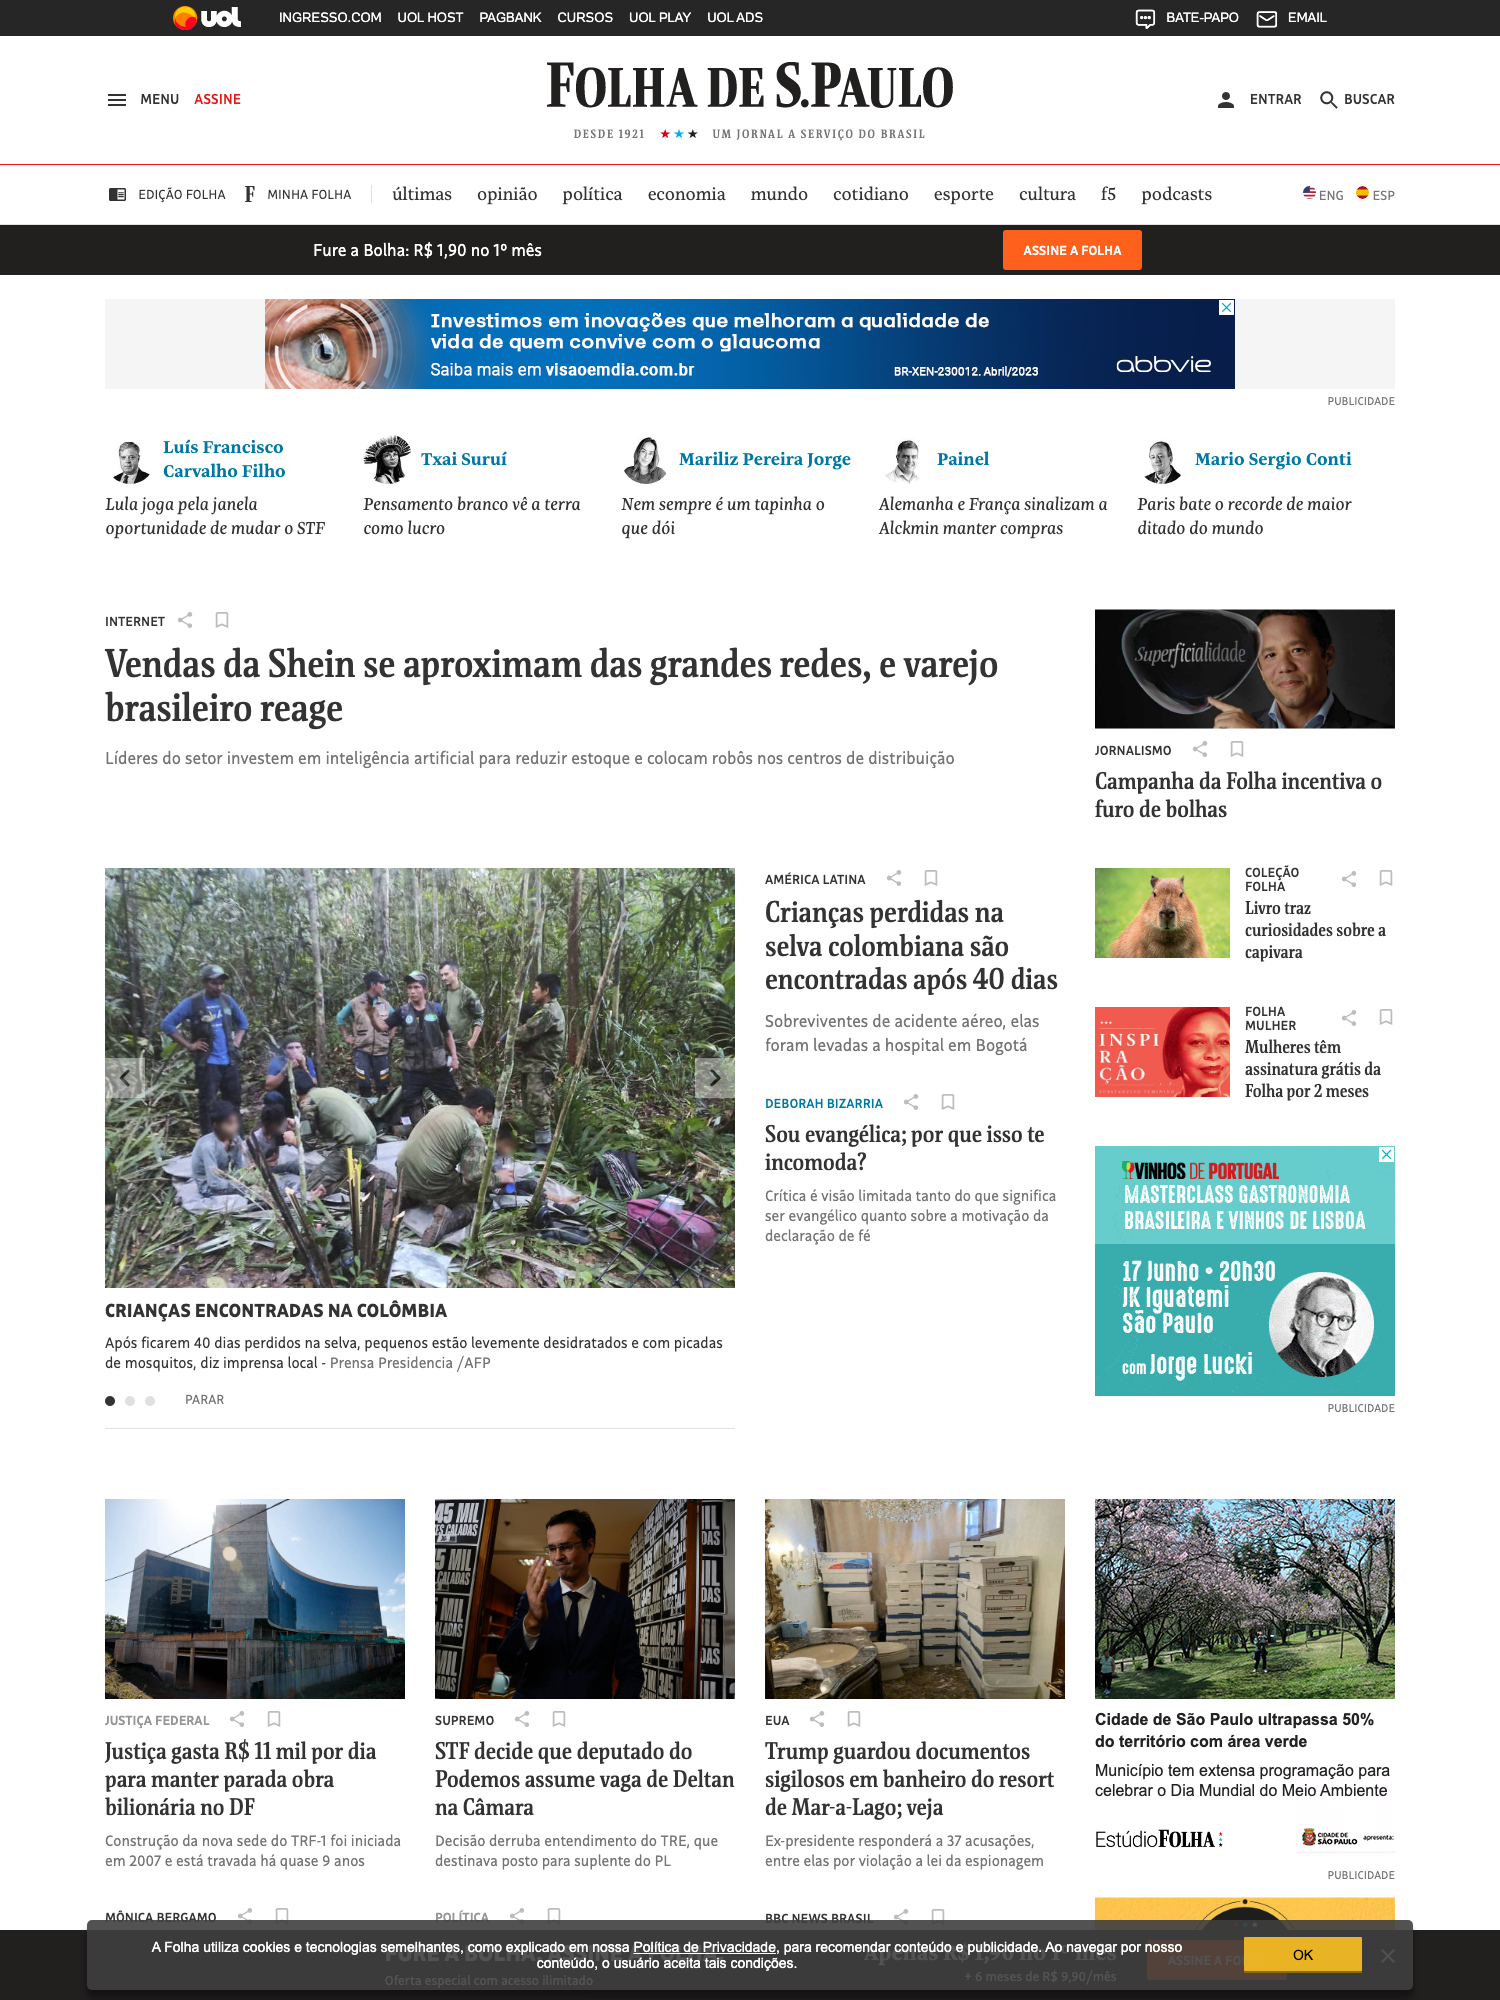 uol INGRESSO.COM UOL HOST PAGBANK CURSOS UOL PLAY UOL ADS BATE-PAPO EMAIL
MENU ASSINE
FOLHA DE S.PAULO
ENTRAR BUSCAR
DESDE 1921 ★★★ UM JORNAL A SERVIÇO DO BRASIL
EDIÇÃO FOLHA F MINHA FOLHA últimas opinião política economia mundo cotidiano esporte cultura f5 podcasts ENG ESP
Fure a Bolha: R$ 1,90 no 1º mês ASSINE A FOLHA
Investimos em inovações que melhoram a qualidade de
vida de quem convive com o glaucoma
Saiba mais em visaoemdia.com.br BR-XEN-230012. Abril/2023 abbvie
PUBLICIDADE
Luís Francisco
Carvalho Filho
Lula joga pela janela
oportunidade de mudar o STF
Txai Suruí
Pensamento branco vê a terra
como lucro
Mariliz Pereira Jorge
Nem sempre é um tapinha o
que dói
Painel
Alemanha e França sinalizam a
Alckmin manter compras
Mario Sergio Conti
Paris bate o recorde de maior
ditado do mundo
INTERNET
Vendas da Shein se aproximam das grandes redes, e varejo
brasileiro reage
Líderes do setor investem em inteligência artificial para reduzir estoque e colocam robôs nos centros de distribuição
Superficialidade
JORNALISMO
Campanha da Folha incentiva o
furo de bolhas
CRIANÇAS ENCONTRADAS NA COLÔMBIA
Após ficarem 40 dias perdidos na selva, pequenos estão levemente desidratados e com picadas
de mosquitos, diz imprensa local - Prensa Presidencia /AFP
PARAR
AMÉRICA LATINA
Crianças perdidas na
selva colombiana são
encontradas após 40 dias
Sobreviventes de acidente aéreo, elas
foram levadas a hospital em Bogotá
DEBORAH BIZARRIA
Sou evangélica; por que isso te
incomoda?
Crítica é visão limitada tanto do que significa
ser evangélico quanto sobre a motivação da
declaração de fé
COLEÇÃO
FOLHA
Livro traz
curiosidades sobre a
capivara
INSPI
RA
ÇÃO
FOLHA
MULHER
Mulheres têm
assinatura grátis da
Folha por 2 meses
VINHOS DE PORTUGAL
MASTERCLASS GASTRONOMIA
BRASILEIRA E VINHOS DE LISBOA
17 Junho • 20h30
JK Iguatemi
São Paulo
com Jorge Lucki
PUBLICIDADE
JUSTIÇA FEDERAL
Justiça gasta R$ 11 mil por dia
para manter parada obra
bilionária no DF
Construção da nova sede do TRF-1 foi iniciada
em 2007 e está travada há quase 9 anos
45 MIL
ES CALADAS
SUPREMO
STF decide que deputado do
Podemos assume vaga de Deltan
na Câmara
Decisão derruba entendimento do TRE, que
destinava posto para suplente do PL
EUA
Trump guardou documentos
sigilosos em banheiro do resort
de Mar-a-Lago; veja
Ex-presidente responderá a 37 acusações,
entre elas por violação a lei da espionagem
Cidade de São Paulo ultrapassa 50%
do território com área verde
Município tem extensa programação para
celebrar o Dia Mundial do Meio Ambiente
Estúdio FOLHA CIDADE DE SÃO PAULO apresenta:
PUBLICIDADE
MÔNICA BERGAMO POLÍTICA BBC NEWS BRASIL
A Folha utiliza cookies e tecnologias semelhantes, como explicado em nossa Política de Privacidade, para recomendar conteúdo e publicidade. Ao navegar por nosso
conteúdo, o usuário aceita tais condições.
OK
Apenas R$ 1,90 no 1º mês
Oferta especial com acesso ilimitado
+ 6 meses de R$ 9,90/mês